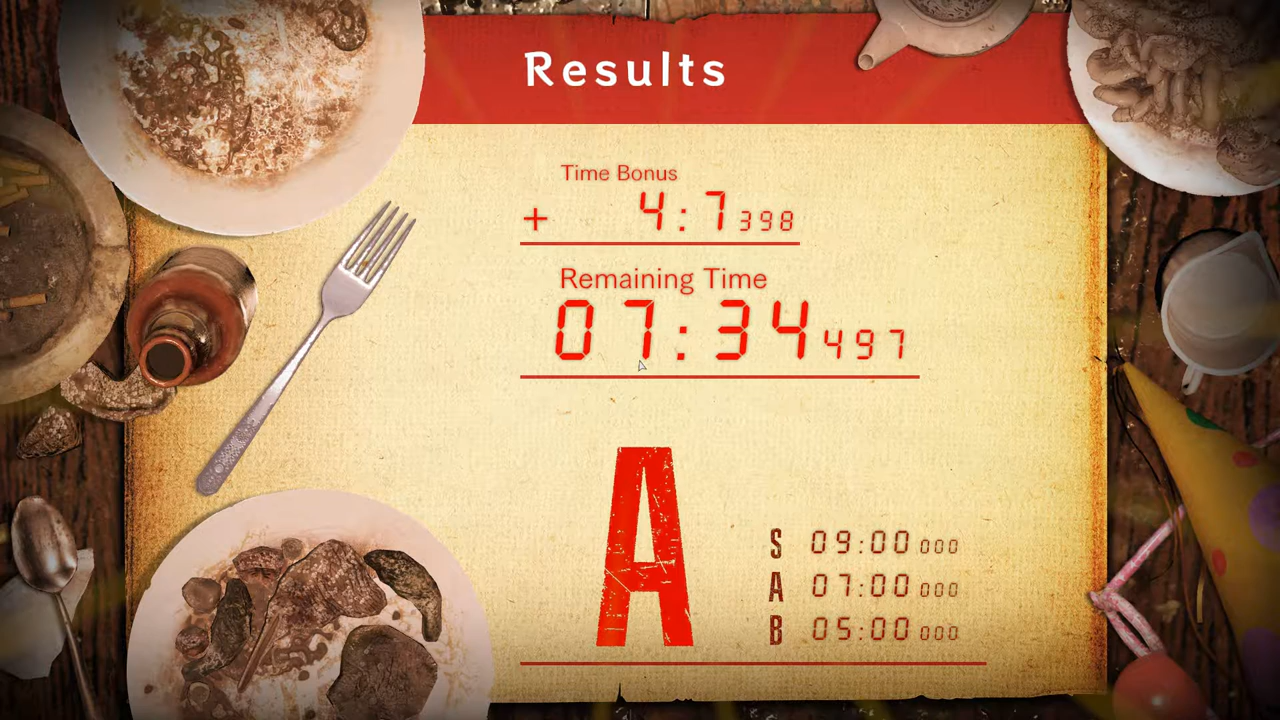 Results
Time Bonus
+ 4:7 398
Remaining Time
07:34 497
A
S 09:00 000
A 07:00 000
B 05:00 000